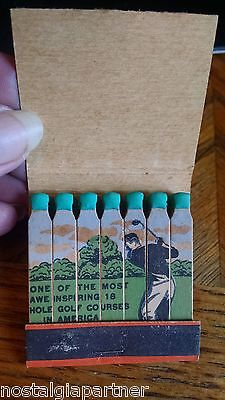 ONE OF THE MOST
AWE INSPIRING 18
HOLE GOLF COURSES
IN AMERICA
nostalgiapartner